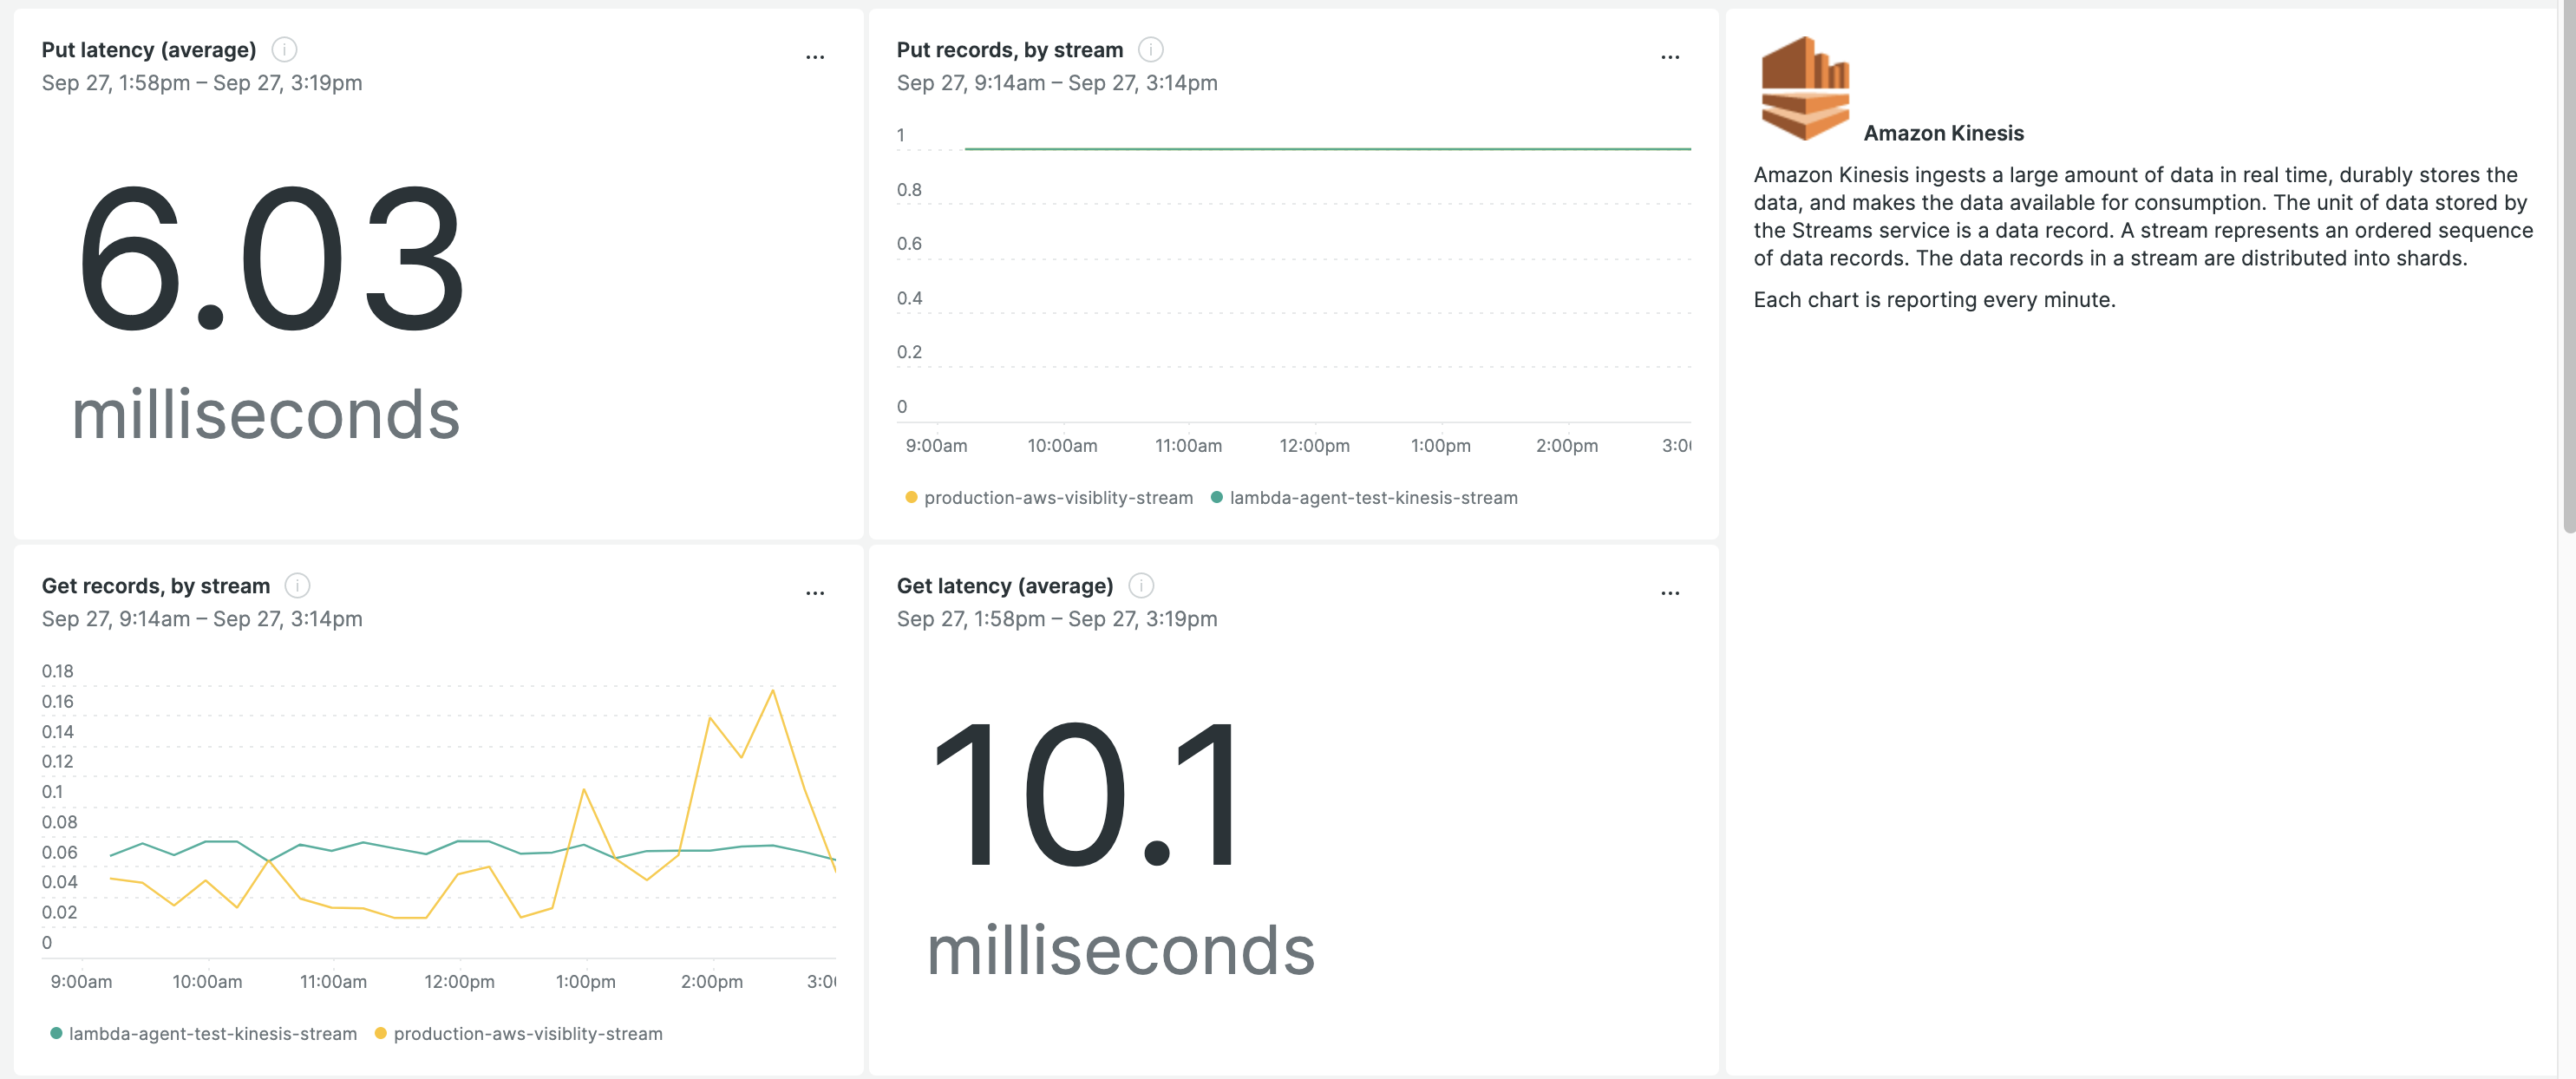 Put latency (average)
Sep 27, 1:58pm – Sep 27, 3:19pm
6.03
milliseconds
Put records, by stream
Sep 27, 9:14am – Sep 27, 3:14pm
1
0.8
0.6
0.4
0.2
0
9:00am 10:00am 11:00am 12:00pm 1:00pm 2:00pm 3:0
production-aws-visiblity-stream lambda-agent-test-kinesis-stream
Amazon Kinesis
Amazon Kinesis ingests a large amount of data in real time, durably stores the
data, and makes the data available for consumption. The unit of data stored by
the Streams service is a data record. A stream represents an ordered sequence
of data records. The data records in a stream are distributed into shards.
Each chart is reporting every minute.
Get records, by stream
Sep 27, 9:14am – Sep 27, 3:14pm
0.18
0.16
0.14
0.12
0.1
0.08
0.06
0.04
0.02
0
9:00am 10:00am 11:00am 12:00pm 1:00pm 2:00pm 3:0
lambda-agent-test-kinesis-stream production-aws-visiblity-stream
Get latency (average)
Sep 27, 1:58pm – Sep 27, 3:19pm
10.1
milliseconds